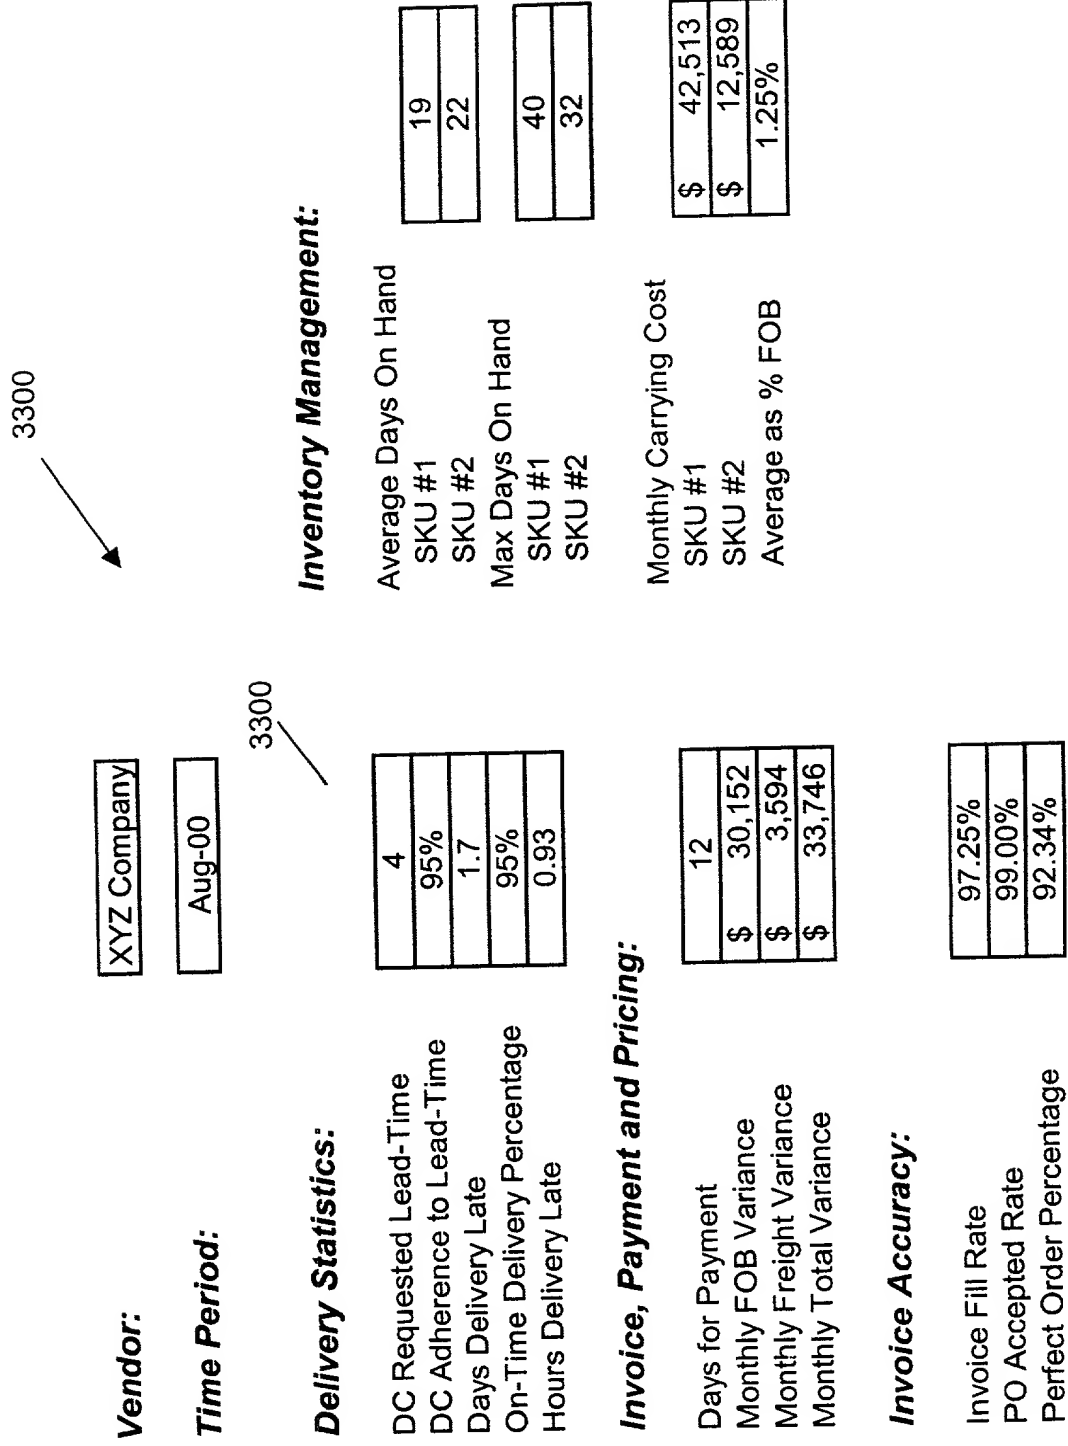 3300
Vendor: XYZ Company
Time Period: Aug-00
3300
Delivery Statistics:
DC Requested Lead-Time 4
DC Adherence to Lead-Time 95%
Days Delivery Late 1.7
On-Time Delivery Percentage 95%
Hours Delivery Late 0.93
Invoice, Payment and Pricing:
Days for Payment 12
Monthly FOB Variance $ 30,152
Monthly Freight Variance $ 3,594
Monthly Total Variance $ 33,746
Invoice Accuracy:
Invoice Fill Rate 97.25%
PO Accepted Rate 99.00%
Perfect Order Percentage 92.34%
Inventory Management:
Average Days On Hand
SKU #1 19
SKU #2 22
Max Days On Hand
SKU #1 40
SKU #2 32
Monthly Carrying Cost
SKU #1 $ 42,513
SKU #2 $ 12,589
Average as % FOB 1.25%